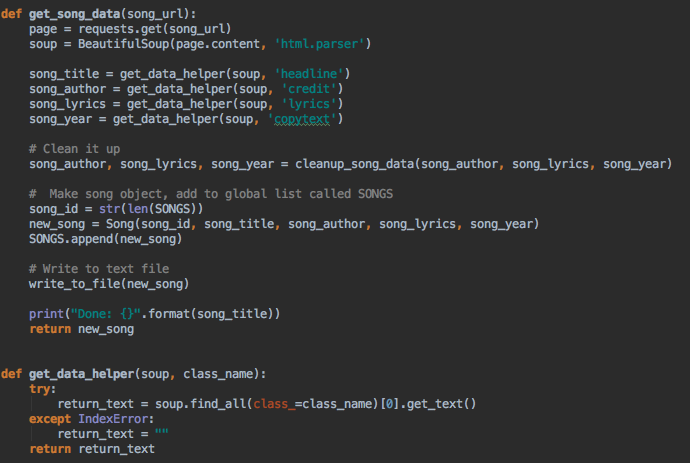 def get_song_data(song_url):
    page = requests.get(song_url)
    soup = BeautifulSoup(page.content, 'html.parser')

    song_title = get_data_helper(soup, 'headline')
    song_author = get_data_helper(soup, 'credit')
    song_lyrics = get_data_helper(soup, 'lyrics')
    song_year = get_data_helper(soup, 'copytext')

    # Clean it up
    song_author, song_lyrics, song_year = cleanup_song_data(song_author, song_lyrics, song_year)

    #  Make song object, add to global list called SONGS
    song_id = str(len(SONGS))
    new_song = Song(song_id, song_title, song_author, song_lyrics, song_year)
    SONGS.append(new_song)

    # Write to text file
    write_to_file(new_song)

    print("Done: {}".format(song_title))
    return new_song


def get_data_helper(soup, class_name):
    try:
        return_text = soup.find_all(class_=class_name)[0].get_text()
    except IndexError:
        return_text = ""
    return return_text